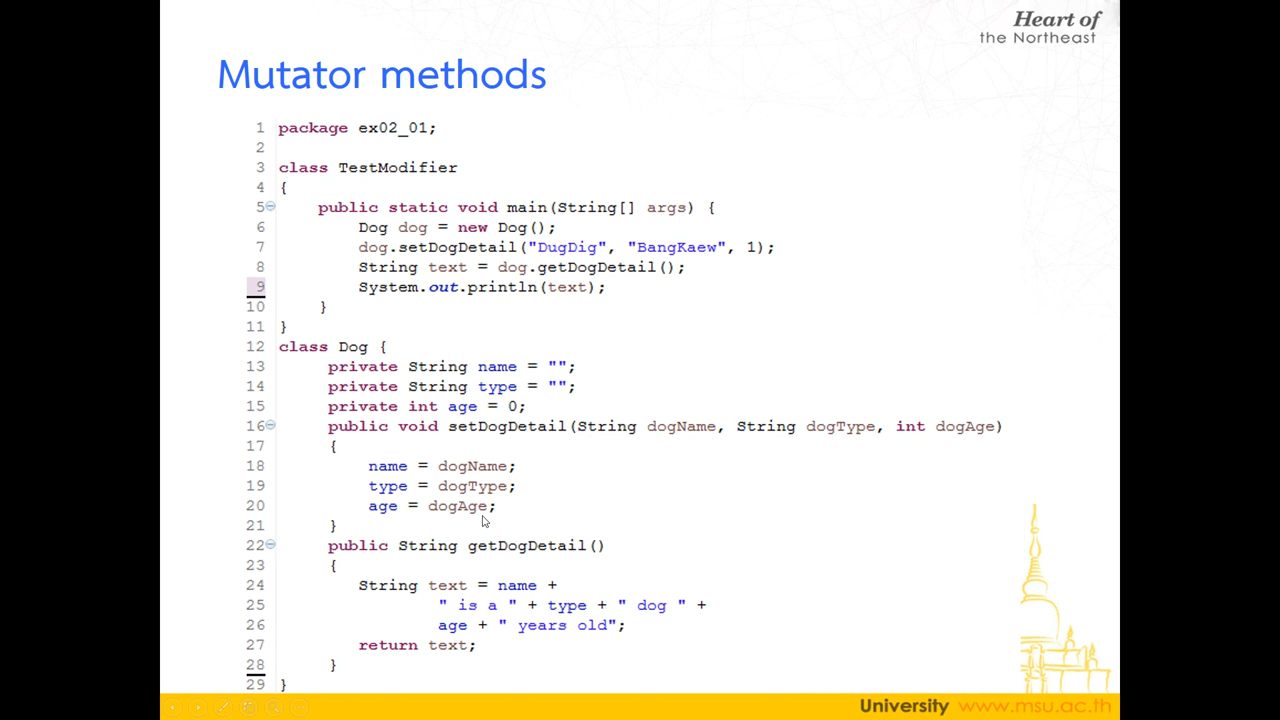 Heart of
the Northeast
Mutator methods
1 package ex02_01;
2
3 class TestModifier
4 {
5 public static void main(String[] args) {
6 Dog dog = new Dog();
7 dog.setDogDetail("DugDig", "BangKaew", 1);
8 String text = dog.getDogDetail();
9 System.out.println(text);
10 }
11 }
12 class Dog {
13 private String name = "";
14 private String type = "";
15 private int age = 0;
16 public void setDogDetail(String dogName, String dogType, int dogAge)
17 {
18 name = dogName;
19 type = dogType;
20 age = dogAge;
21 }
22 public String getDogDetail()
23 {
24 String text = name +
25 " is a " + type + " dog " +
26 age + " years old";
27 return text;
28 }
29 }
University www.msu.ac.th